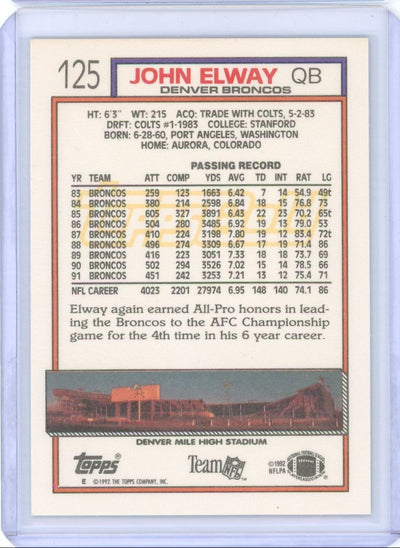 125 JOHN ELWAY QB
DENVER BRONCOS
HT: 6'3" WT: 215 ACQ: TRADE WITH COLTS, 5-2-83
DRFT: COLTS #1-1983 COLLEGE: STANFORD
BORN: 6-28-60, PORT ANGELES, WASHINGTON
HOME: AURORA, COLORADO
PASSING RECORD
YR TEAM ATT COMP YDS AVG TD INT RAT LG
83 BRONCOS 259 123 1663 6.42 7 14 54.9 49t
84 BRONCOS 380 214 2598 6.84 18 15 76.8 73
85 BRONCOS 605 327 3891 6.43 22 23 70.2 65t
86 BRONCOS 504 280 3485 6.92 19 13 79.0 53
87 BRONCOS 410 224 3198 7.80 19 12 83.4 72t
88 BRONCOS 496 274 3309 6.67 17 19 71.4 86
89 BRONCOS 416 223 3051 7.33 18 18 73.7 69
90 BRONCOS 502 294 3526 7.02 15 14 78.5 66
91 BRONCOS 451 242 3253 7.21 13 12 75.4 71
NFL CAREER 4023 2201 27974 6.95 148 140 74.1 86
Elway again earned All-Pro honors in lead-
ing the Broncos to the AFC Championship
game for the 4th time in his 6 year career.
DENVER MILE HIGH STADIUM
Topps Team NFL ©1992
NFLPA
E ©1992 THE TOPPS COMPANY, INC.